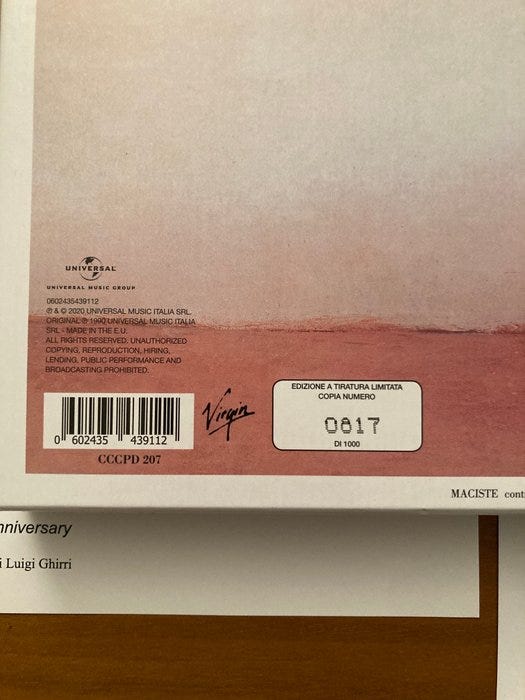 UNIVERSAL
UNIVERSAL MUSIC GROUP
0602435439112
℗ & © 2020 UNIVERSAL MUSIC ITALIA SRL.
ORIGINAL ℗ 1990 UNIVERSAL MUSIC ITALIA
SRL - MADE IN THE E.U.
ALL RIGHTS RESERVED. UNAUTHORIZED
COPYING, REPRODUCTION, HIRING,
LENDING, PUBLIC PERFORMANCE AND
BROADCASTING PROHIBITED.
0 602435 439112
CCCPD 207
Virgin
EDIZIONE A TIRATURA LIMITATA
COPIA NUMERO
0817
DI 1000
MACISTE cont
nniversary
i Luigi Ghirri